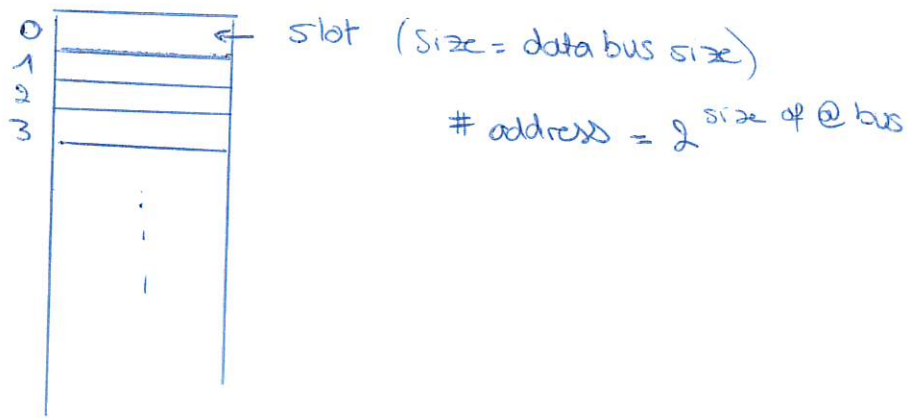 0
slot (size = data bus size)
1
2
3
# address = 2^size of @ bus